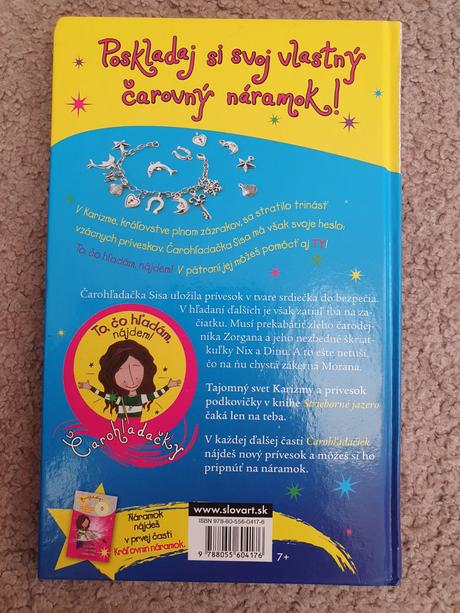 Poskladaj si svoj vlastný
čarovný náramok!
V Karizme, kráľovstve plnom zázrakov, sa stratilo trinásť
vzácnych príveskov. Čarohľadačka Sisa má však svoje heslo:
To, čo hľadám, nájdem! V pátraní jej môžeš pomôcť aj TY!
Čarohľadačka Sisa uložila prívesok v tvare srdiečka do bezpečia.
V hľadaní ďalších je však zatiaľ iba na za-
čiatku. Musí prekabátiť zlého čarodej-
níka Zorgana a jeho nezbedné škriat-
kuľky Nix a Dinu. A to ešte netuší,
čo na ňu chystá zákerná Morana.
To, čo hľadám,
nájdem!
Čarohľadačky
Tajomný svet Karizmy a prívesok
podkovičky v knihe Strieborné jazero
čaká len na teba.
V každej ďalšej časti Čarohľadačiek
nájdeš nový prívesok a môžeš si ho
pripnúť na náramok.
Náramok
nájdeš
v prvej časti
Kráľovnin náramok.
www.slovart.sk
ISBN 978-80-556-0417-6
9 788055 604176
7+